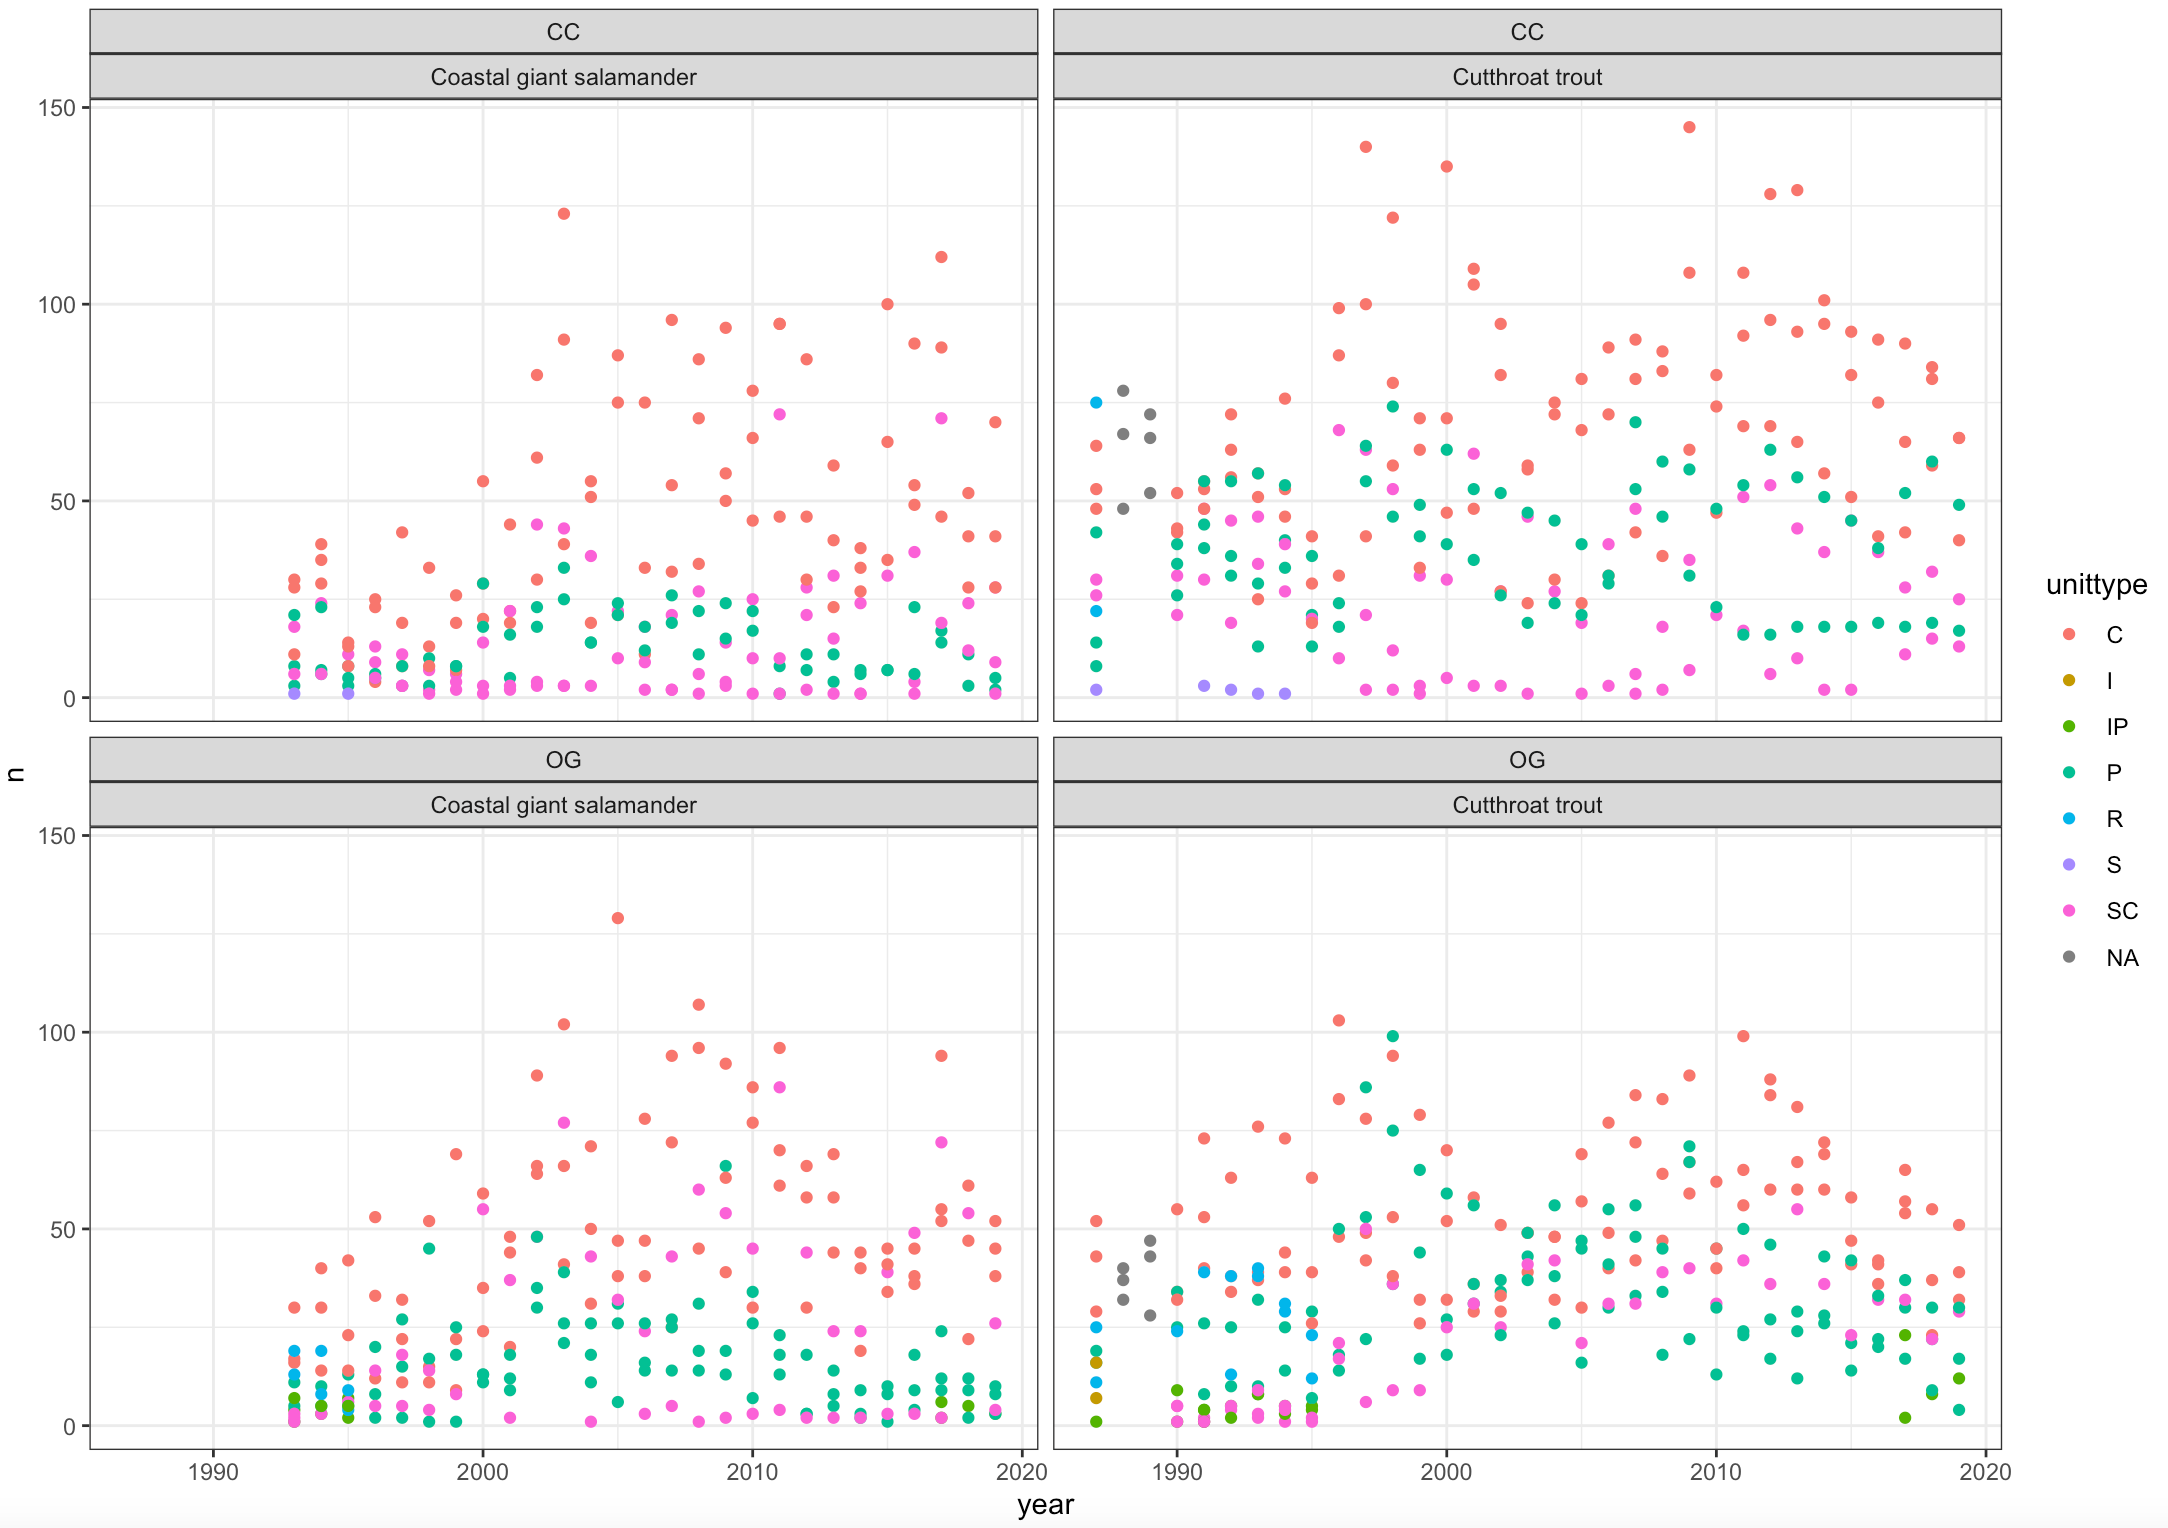 CC
CC
Coastal giant salamander
Cutthroat trout
150
100
50
0
OG
OG
Coastal giant salamander
Cutthroat trout
150
100
50
0
n
1990
2000
2010
2020
1990
2000
2010
2020
year
unittype
C
I
IP
P
R
S
SC
NA